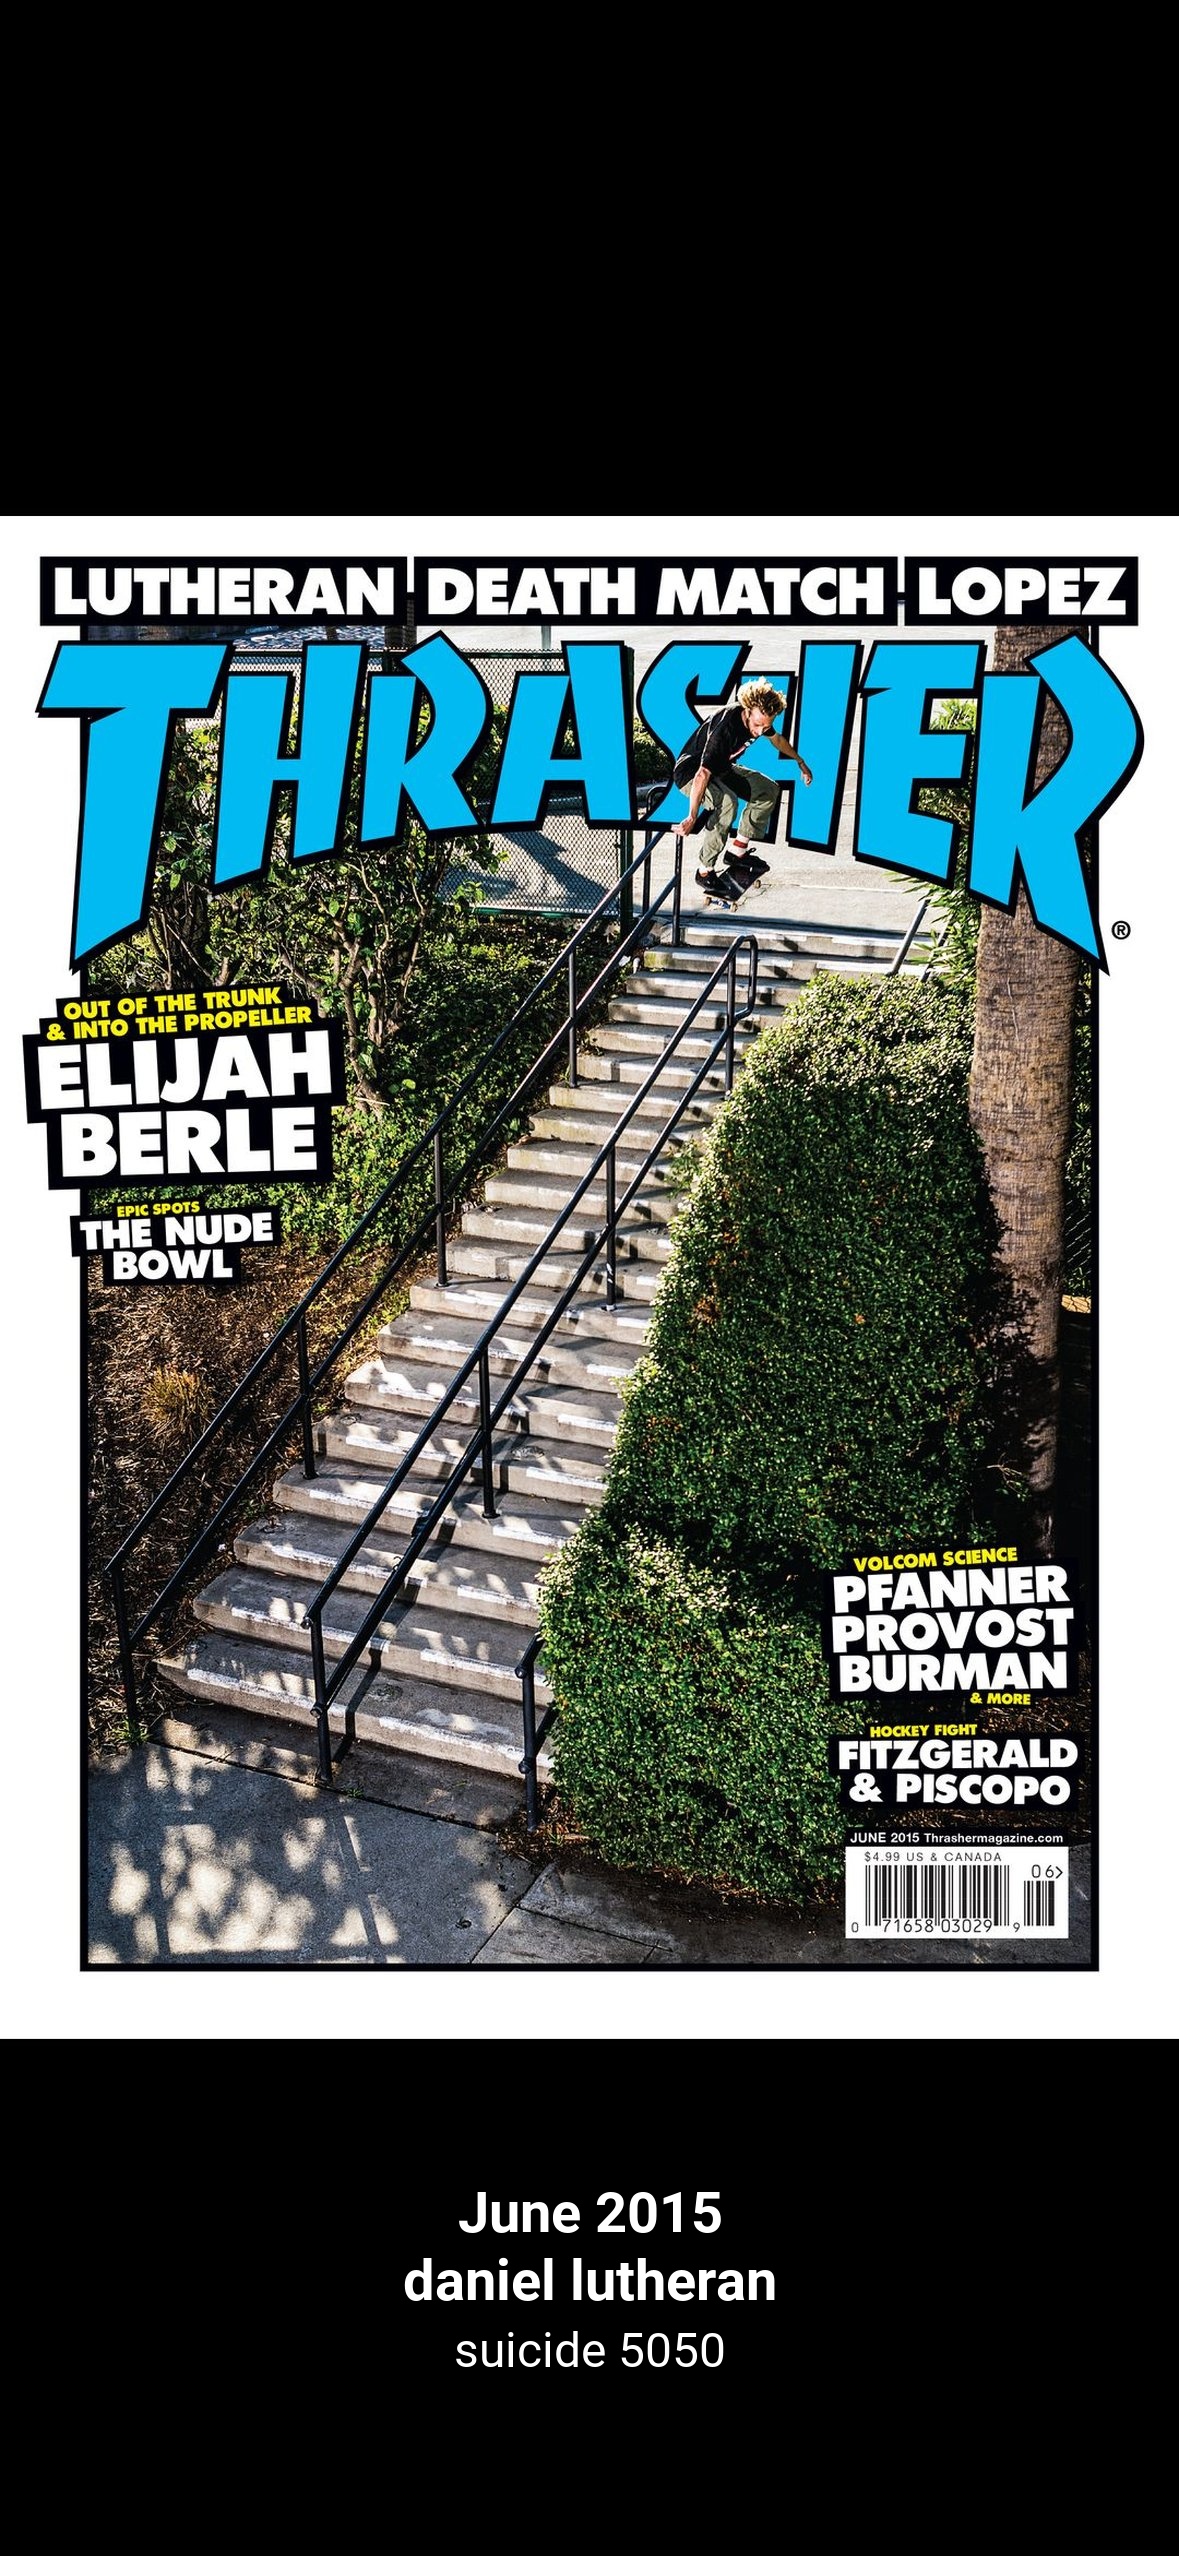 LUTHERAN DEATH MATCH LOPEZ
THRASHER
®
OUT OF THE TRUNK
& INTO THE PROPELLER
ELIJAH
BERLE
EPIC SPOTS
THE NUDE
BOWL
VOLCOM SCIENCE
PFANNER
PROVOST
BURMAN
& MORE
HOCKEY FIGHT
FITZGERALD
& PISCOPO
JUNE 2015 Thrashermagazine.com
$4.99 US & CANADA
06>
0 71658 03029 9
June 2015
daniel lutheran
suicide 5050